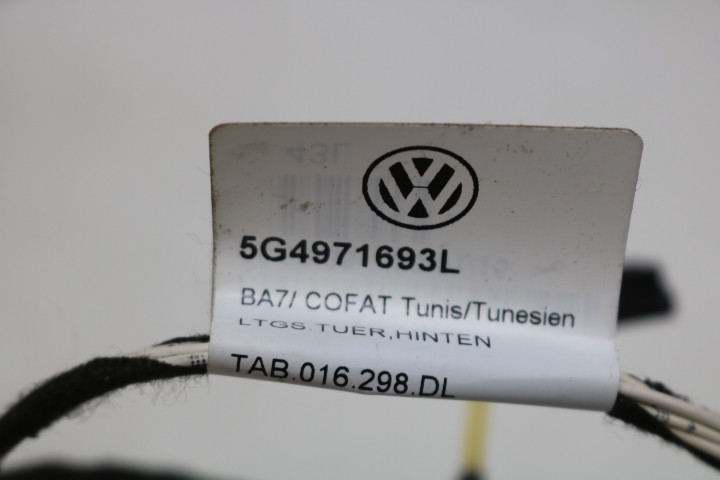 5G4971693L
BA7/ COFAT Tunis/Tunesien
LTGS.TUER,HINTEN
TAB.016.298.DL